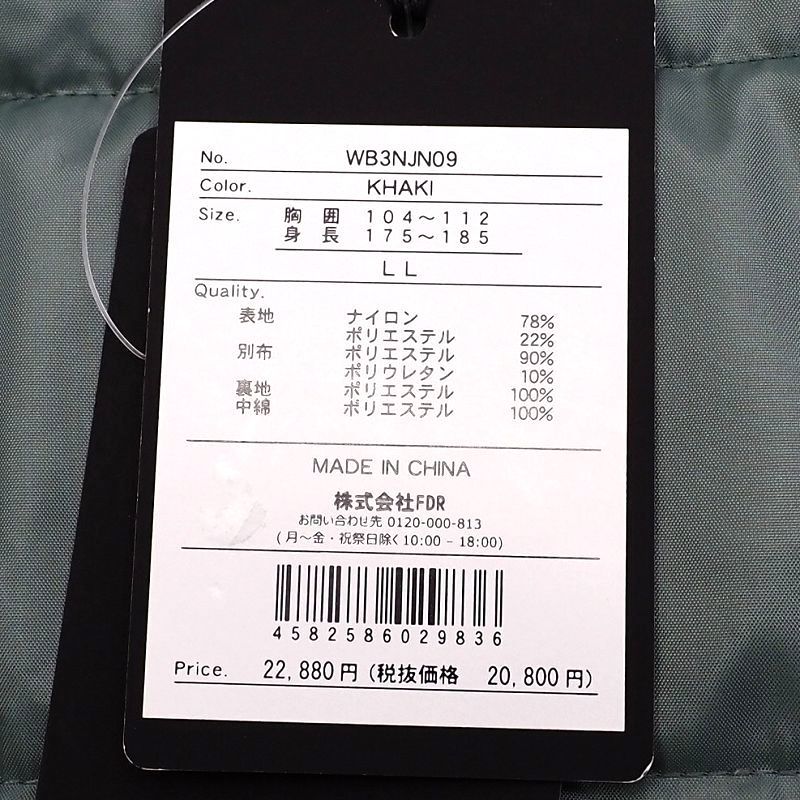 No. WB3NJN09
Color. KHAKI
Size. 胸 囲 104～112
身 長 175～185
LL
Quality.
表地 ナイロン 78%
ポリエステル 22%
別布 ポリエステル 90%
ポリウレタン 10%
裏地 ポリエステル 100%
中綿 ポリエステル 100%
MADE IN CHINA
株式会社FDR
お問い合わせ先 0120-000-813
(月～金・祝祭日除く10:00 - 18:00)
4582586029836
Price. 22,880円 (税抜価格 20,800円)